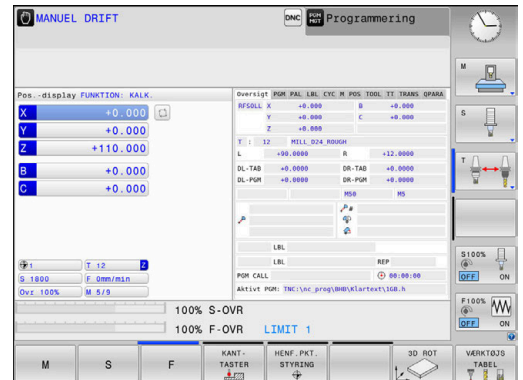 MANUEL DRIFT
DNC
PGM MOT Programmering
Pos.-display FUNKTION: KALK.
X +0.000
Y +0.000
Z +110.000
B +0.000
C +0.000
1 T 12 Z
S 1800 F 0mm/min
Ovr 100% M 5/9
Oversigt PGM PAL LBL CYC M POS TOOL TT TRANS QPARA
RFSOLL X +0.000 B +0.000
Y +0.000 C +0.000
Z +0.000
T : 12 MILL_D24_ROUGH
L +90.0000 R +12.0000
DL-TAB +0.0000 DR-TAB +0.0000
DL-PGM +0.0000 DR-PGM +0.0000
M50 M5
LBL
LBL REP
PGM CALL 00:00:00
Aktivt PGM: TNC:\nc_prog\BHB\Klartext\1GB.h
100% S-OVR
100% F-OVR LIMIT 1
M
S
T
S100%
OFF ON
F100%
OFF ON
M
S
F
KANT-
TASTER
HENF.PKT.
STYRING
3D ROT
VÆRKTØJS
TABEL